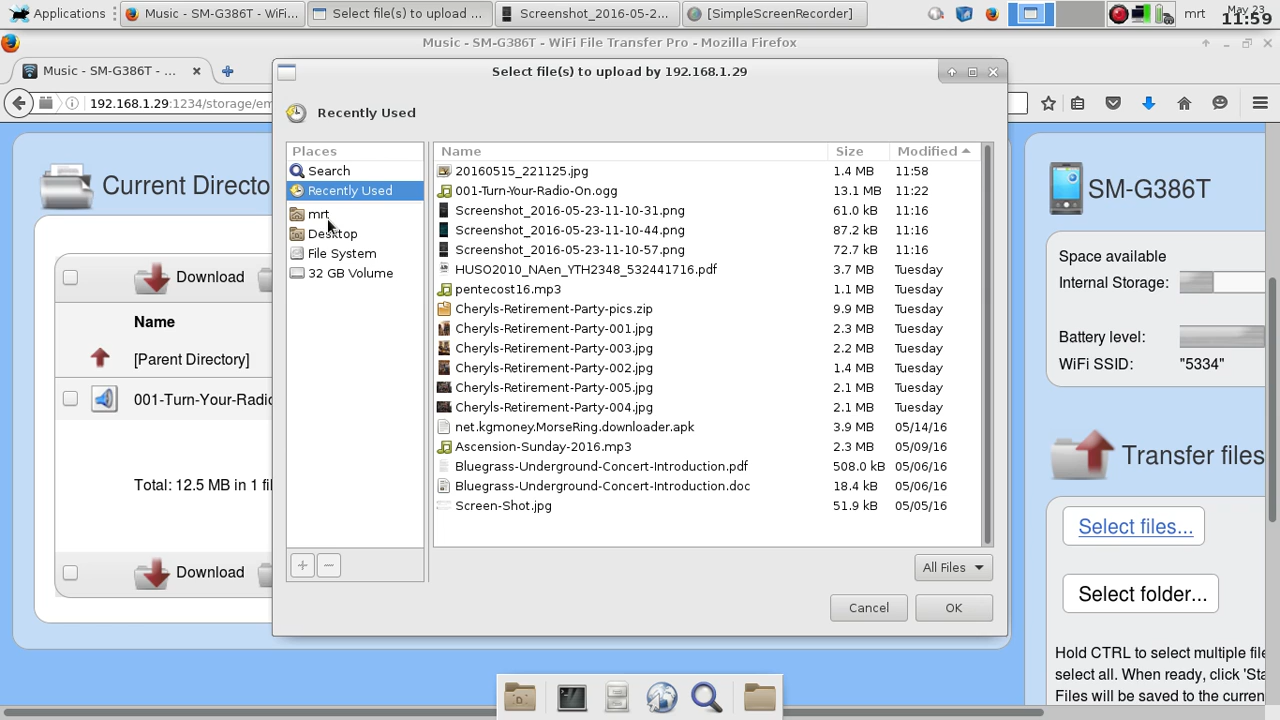 Applications
Music - SM-G386T - WiFi...
Select file(s) to upload ...
Screenshot_2016-05-2...
[SimpleScreenRecorder]
mrt
May 23
11:59
Music - SM-G386T - WiFi File Transfer Pro - Mozilla Firefox
Music - SM-G386T - ...
192.168.1.29:1234/storage/em
Select file(s) to upload by 192.168.1.29
Recently Used
Places
Search
Recently Used
mrt
Desktop
File System
32 GB Volume
Name Size Modified
20160515_221125.jpg 1.4 MB 11:58
001-Turn-Your-Radio-On.ogg 13.1 MB 11:22
Screenshot_2016-05-23-11-10-31.png 61.0 kB 11:16
Screenshot_2016-05-23-11-10-44.png 87.2 kB 11:16
Screenshot_2016-05-23-11-10-57.png 72.7 kB 11:16
HUSO2010_NAen_YTH2348_532441716.pdf 3.7 MB Tuesday
pentecost16.mp3 1.1 MB Tuesday
Cheryls-Retirement-Party-pics.zip 9.9 MB Tuesday
Cheryls-Retirement-Party-001.jpg 2.3 MB Tuesday
Cheryls-Retirement-Party-003.jpg 2.2 MB Tuesday
Cheryls-Retirement-Party-002.jpg 1.4 MB Tuesday
Cheryls-Retirement-Party-005.jpg 2.1 MB Tuesday
Cheryls-Retirement-Party-004.jpg 2.1 MB Tuesday
net.kgmoney.MorseRing.downloader.apk 3.9 MB 05/14/16
Ascension-Sunday-2016.mp3 2.3 MB 05/09/16
Bluegrass-Underground-Concert-Introduction.pdf 508.0 kB 05/06/16
Bluegrass-Underground-Concert-Introduction.doc 18.4 kB 05/06/16
Screen-Shot.jpg 51.9 kB 05/05/16
All Files
Cancel
OK
Current Directo
Download
Name
[Parent Directory]
001-Turn-Your-Radio
Total: 12.5 MB in 1 fil
Download
SM-G386T
Space available
Internal Storage:
Battery level:
WiFi SSID: "5334"
Transfer files
Select files...
Select folder...
Hold CTRL to select multiple file
select all. When ready, click 'Sta
Files will be saved to the curren